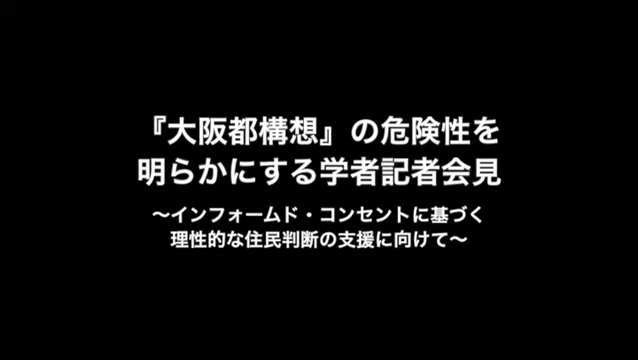 『大阪都構想』の危険性を
明らかにする学者記者会見
〜インフォームド・コンセントに基づく
理性的な住民判断の支援に向けて〜